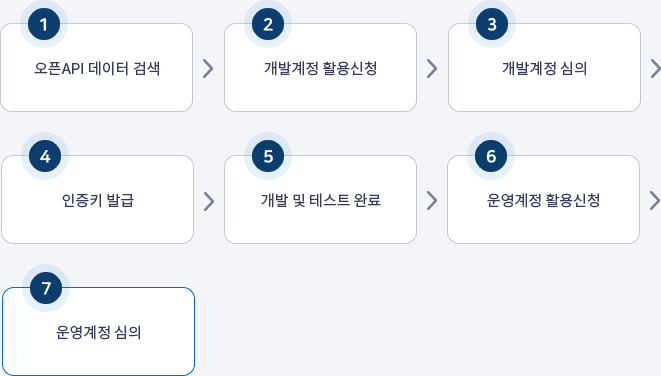 1
오픈API 데이터 검색
2
개발계정 활용신청
3
개발계정 심의
4
인증키 발급
5
개발 및 테스트 완료
6
운영계정 활용신청
7
운영계정 심의